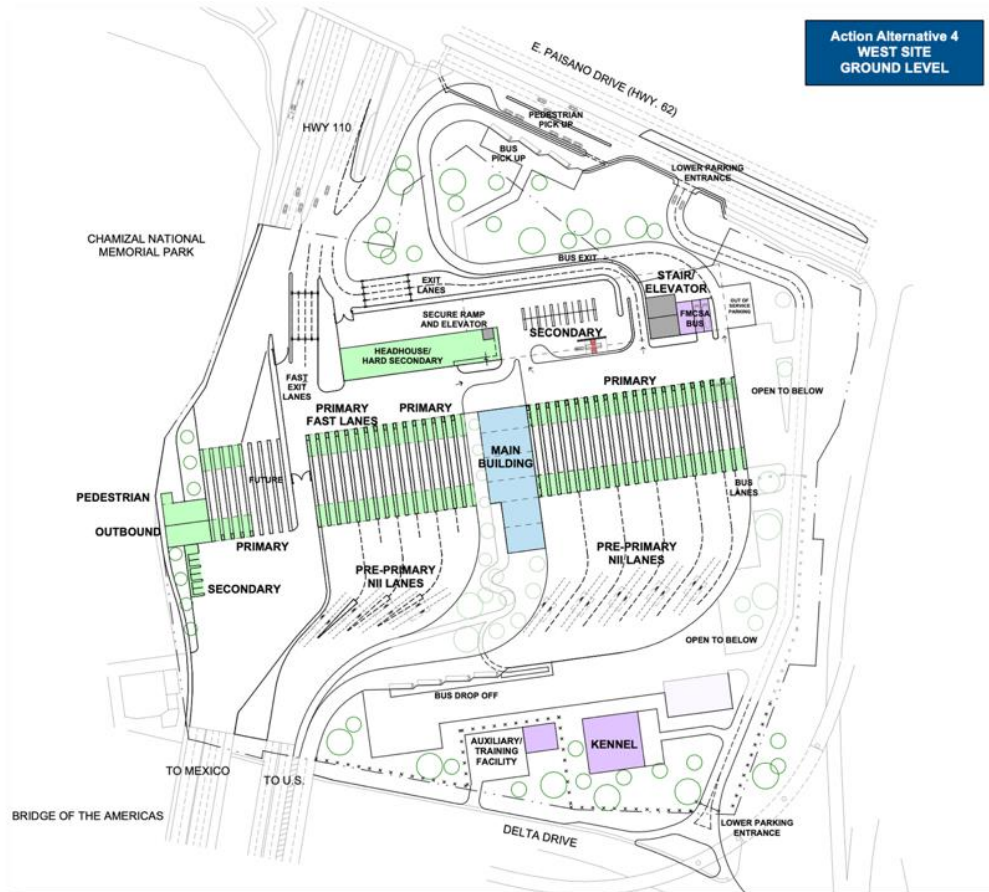 Action Alternative 4
WEST SITE
GROUND LEVEL
E. PAISANO DRIVE (HWY. 62)
HWY 110
PEDESTRIAN
PICK UP
BUS
PICK UP
LOWER PARKING
ENTRANCE
CHAMIZAL NATIONAL
MEMORIAL PARK
BUS EXIT
EXIT
LANES
STAIR/
ELEVATOR
OUT OF
SERVICE
PARKING
FMCSA
BUS
SECURE RAMP
AND ELEVATOR
SECONDARY
HEADHOUSE/
HARD SECONDARY
FAST
EXIT
LANES
PRIMARY
OPEN TO BELOW
PRIMARY
FAST LANES
PRIMARY
MAIN
BUILDING
FUTURE
BUS
LANES
PEDESTRIAN
OUTBOUND
PRIMARY
PRE-PRIMARY
NII LANES
PRE-PRIMARY
NII LANES
SECONDARY
OPEN TO BELOW
BUS DROP OFF
AUXILIARY/
TRAINING
FACILITY
KENNEL
TO MEXICO
TO U.S.
BRIDGE OF THE AMERICAS
DELTA DRIVE
LOWER PARKING
ENTRANCE